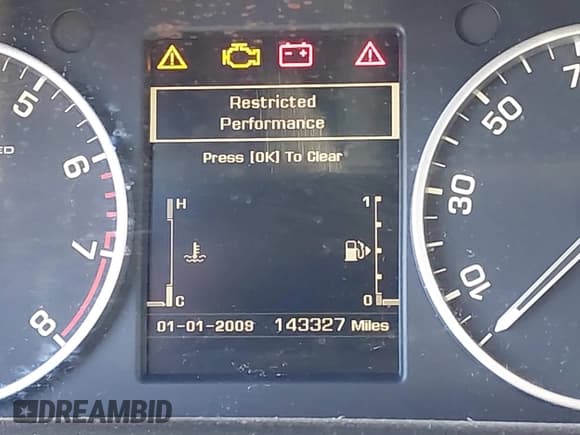 Restricted
Performance
Press [OK] To Clear
H
1
C
0
01-01-2009 143327 Miles
5
6
7
8
ED
70
50
30
10
DREAMBID